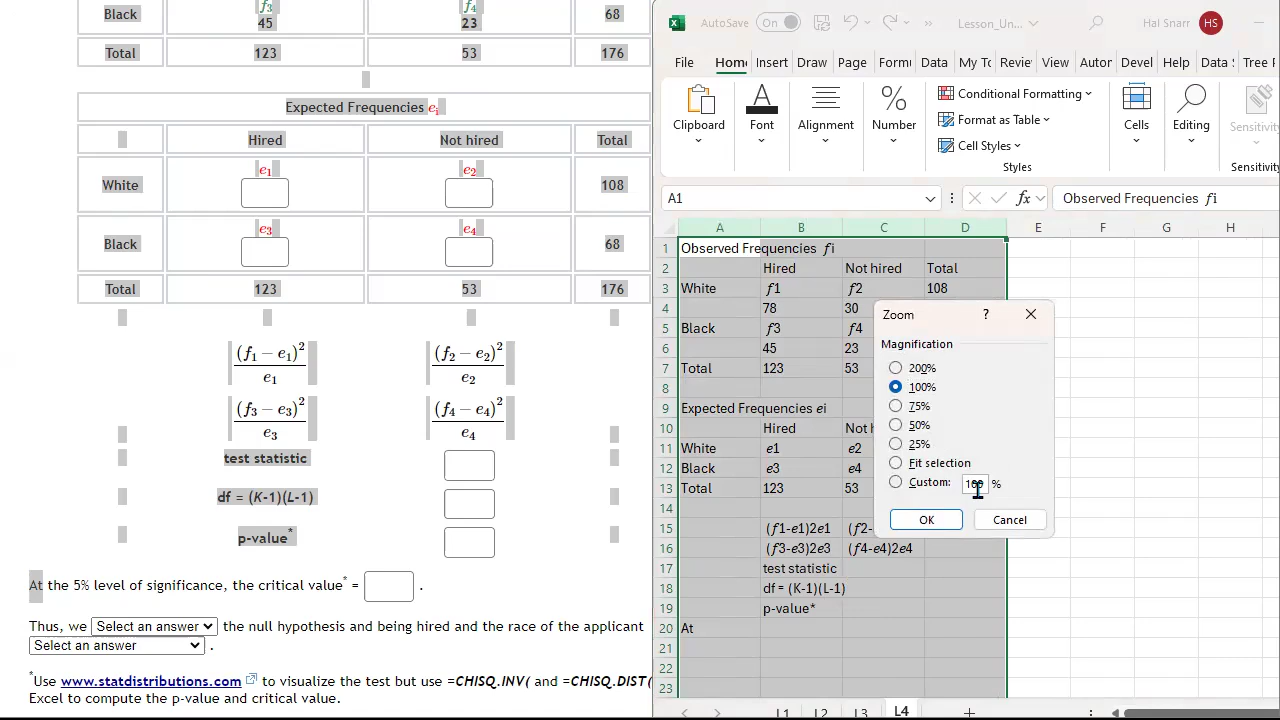 f3 f4
Black 45 23 68
Total 123 53 176
Expected Frequencies ei
Hired Not hired Total
e1 e2
White 108
e3 e4
Black 68
Total 123 53 176
(f1 − e1)² / e1 (f2 − e2)² / e2
(f3 − e3)² / e3 (f4 − e4)² / e4
test statistic
df = (K-1)(L-1)
p-value*
At the 5% level of significance, the critical value* = .
Thus, we Select an answer the null hypothesis and being hired and the race of the applicant
Select an answer .
*Use www.statdistributions.com to visualize the test but use =CHISQ.INV( and =CHISQ.DIST(
Excel to compute the p-value and critical value.
AutoSave On Lesson_Un... Hal Snarr HS
File Home Insert Draw Page Form Data My To Revie View Autor Devel Help Data Tree P
Clipboard Font Alignment Number Conditional Formatting Format as Table Cell Styles Styles Cells Editing Sensitivity Sensitivity
A1 fx Observed Frequencies fi
A B C D E F G H
1 Observed Frequencies fi
2 Hired Not hired Total
3 White f1 f2 108
4 78 30
5 Black f3 f4
6 45 23
7 Total 123 53
8
9 Expected Frequencies ei
10 Hired Not h
11 White e1 e2
12 Black e3 e4
13 Total 123 53
14
15 (f1-e1)2e1 (f2-
16 (f3-e3)2e3 (f4-e4)2e4
17 test statistic
18 df = (K-1)(L-1)
19 p-value*
20 At
21
22
23
Zoom ?
Magnification
200%
100%
75%
50%
25%
Fit selection
Custom: 100 %
OK Cancel
L1 L2 L3 L4